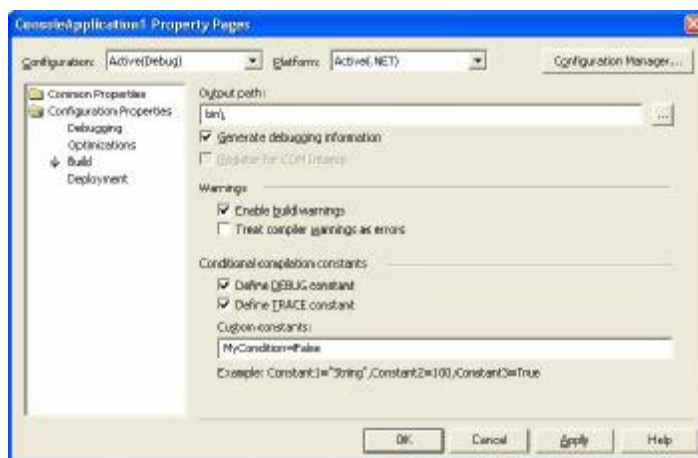 ConsoleApplication1 Property Pages
Configuration: Active(Debug) Platform: Active(.NET) Configuration Manager...
Common Properties
Configuration Properties
Debugging
Optimizations
Build
Deployment
Output path:
bin\
...
Generate debugging information
Register for COM Interop
Warnings
Enable build warnings
Treat compiler warnings as errors
Conditional compilation constants
Define DEBUG constant
Define TRACE constant
Custom constants:
MyCondition=False
Example: Constant1="String",Constant2=100,Constant3=True
OK Cancel Apply Help